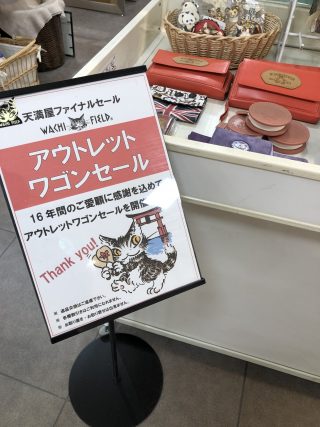 天満屋ファイナルセール
WACHI FIELD®
アウトレット
ワゴンセール
16年間のご愛顧に感謝を込めて
アウトレットワゴンセールを開催
Thank you!